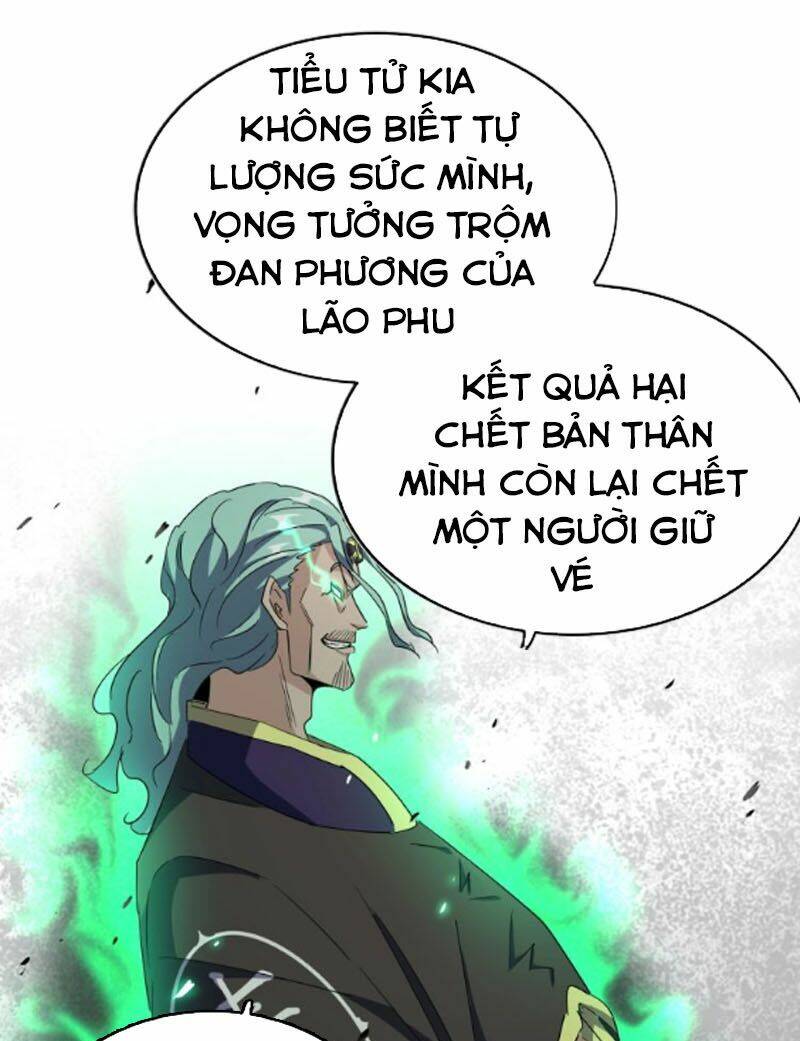 TIỂU TỬ KIA
KHÔNG BIẾT TỰ
LƯỢNG SỨC MÌNH,
VỌNG TƯỞNG TRỘM
ĐAN PHƯƠNG CỦA
LÃO PHU
KẾT QUẢ HẠI
CHẾT BẢN THÂN
MÌNH CÒN LẠI CHẾT
MỘT NGƯỜI GIỮ
VÉ